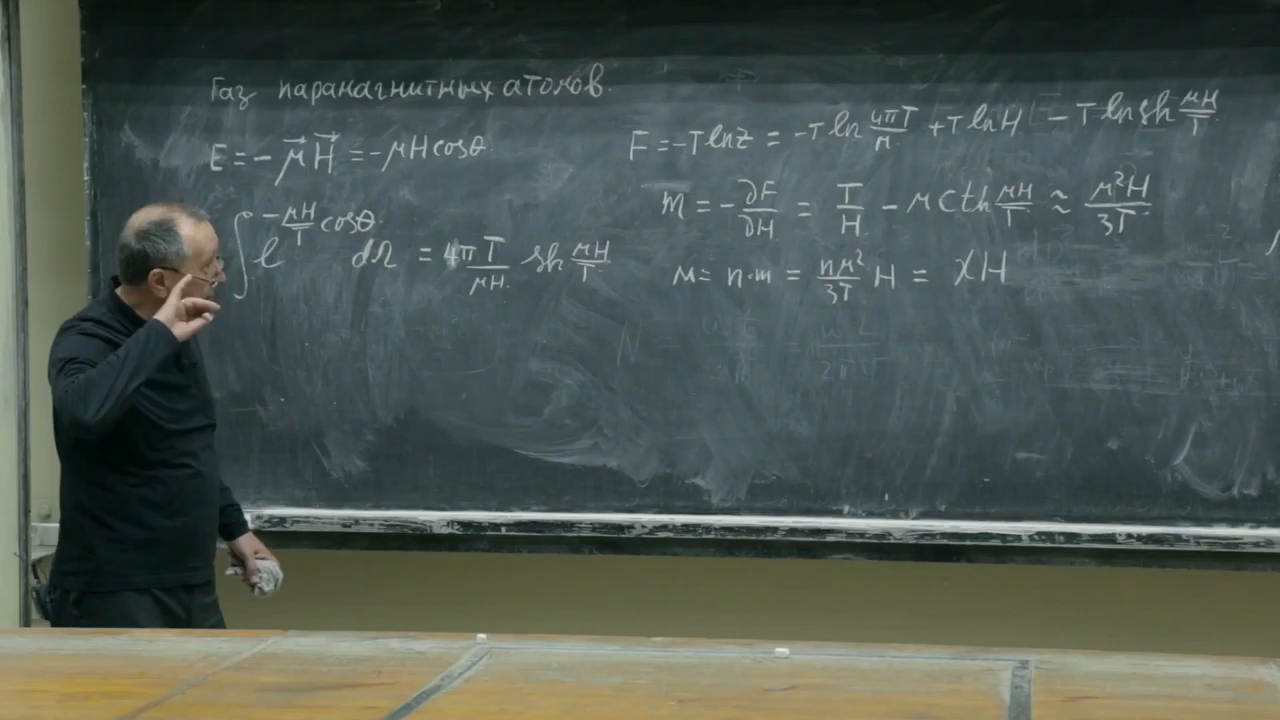 Газ парамагнитных атомов.
E = - μ⃗ H⃗ = -μH cosθ.
∫ e^{-μH/T cosθ} dΩ = 4π T/μH. sh μH/T
F = -T ln z = -T ln 4πT/μ. + T ln H - T ln sh μH/T
m = - ∂F/∂H = T/H - μ cth μH/T ≈ μ²H/3T
M = n·m = nμ²/3T H = χH